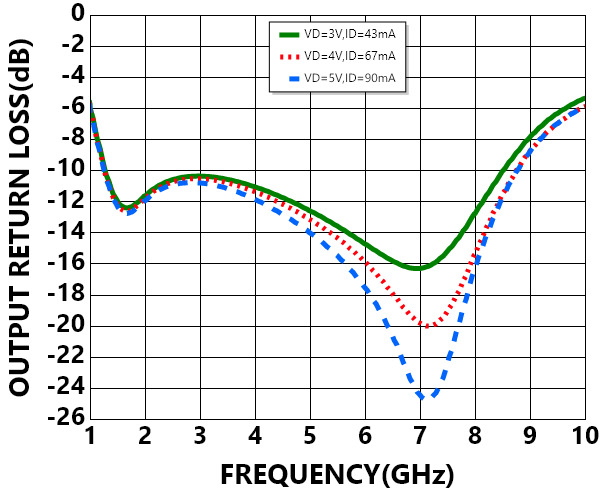 0
-2
-4
-6
-8
-10
-12
-14
-16
-18
-20
-22
-24
-26
OUTPUT RETURN LOSS(dB)
VD=3V,ID=43mA
VD=4V,ID=67mA
VD=5V,ID=90mA
1 2 3 4 5 6 7 8 9 10
FREQUENCY(GHz)